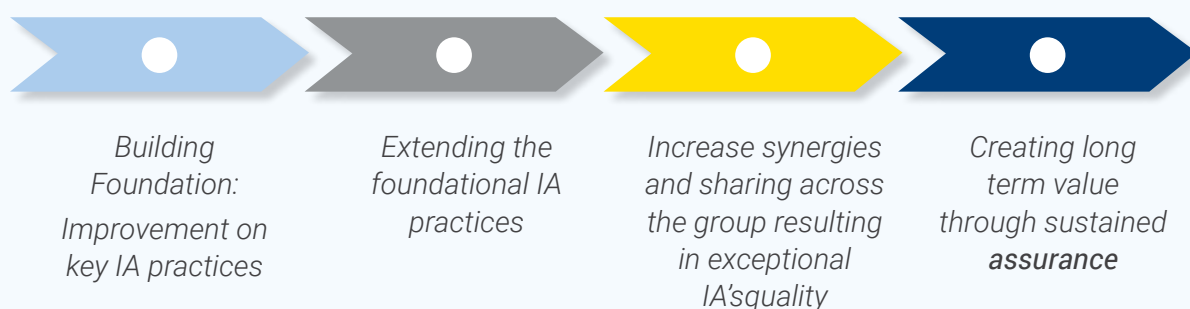 Building
Foundation:
Improvement on
key IA practices
Extending the
foundational IA
practices
Increase synergies
and sharing across
the group resulting
in exceptional
IA'squality
Creating long
term value
through sustained
assurance